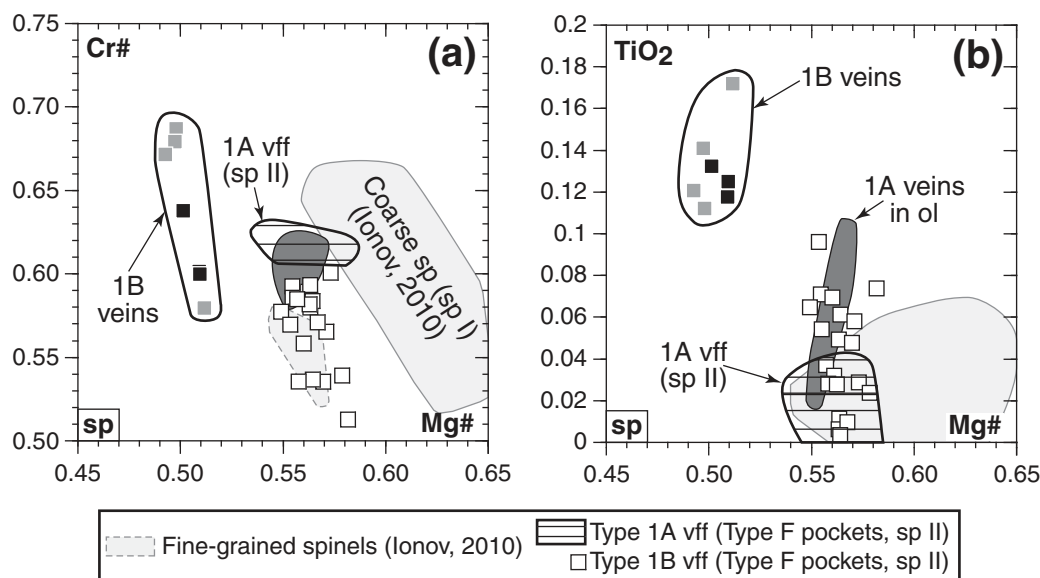 0.75
0.70
0.65
0.60
0.55
0.50
0.45
0.50
0.55
0.60
0.65
Cr#
(a)
1A vff
(sp II)
Coarse sp (sp I)
(Ionov, 2010)
1B
veins
sp
Mg#
0.2
0.18
0.16
0.14
0.12
0.1
0.08
0.06
0.04
0.02
0
0.45
0.50
0.55
0.60
0.65
TiO2
(b)
1B veins
1A veins
in ol
1A vff
(sp II)
sp
Mg#
Fine-grained spinels (Ionov, 2010)
Type 1A vff (Type F pockets, sp II)
Type 1B vff (Type F pockets, sp II)